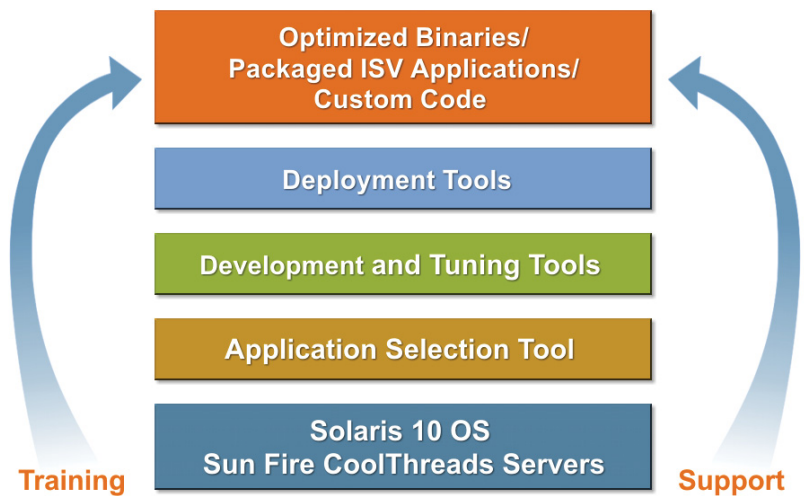 Optimized Binaries/
Packaged ISV Applications/
Custom Code
Deployment Tools
Development and Tuning Tools
Application Selection Tool
Solaris 10 OS
Sun Fire CoolThreads Servers
Training
Support